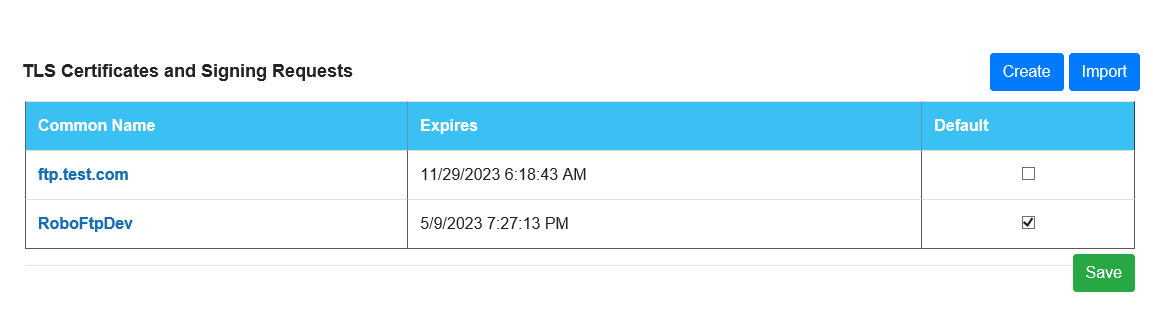 TLS Certificates and Signing Requests Create Import
Common Name Expires Default
ftp.test.com 11/29/2023 6:18:43 AM
RoboFtpDev 5/9/2023 7:27:13 PM
Save